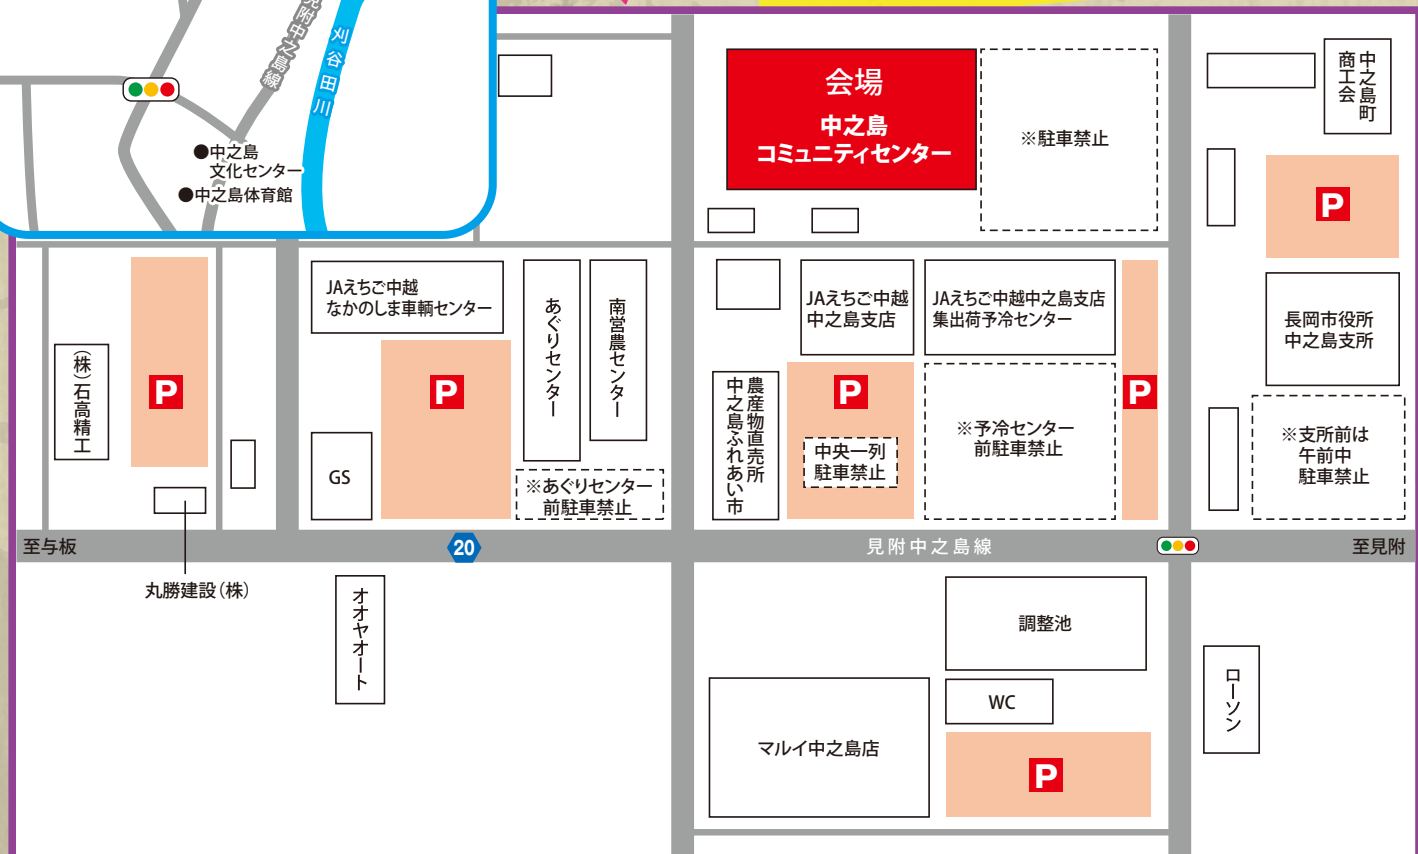 見附中之島線
刈谷田川
●中之島
文化センター
●中之島体育館
会場
中之島
コミュニティセンター
※駐車禁止
中之島町
商工会
P
JAえちご中越
なかのしま車輌センター
あぐりセンター
南営農センター
JAえちご中越
中之島支店
JAえちご中越中之島支店
集出荷予冷センター
長岡市役所
中之島支所
(株)石高精工
P
P
GS
※あぐりセンター
前駐車禁止
農産物直売所
中之島ふれあい市
P
中央一列
駐車禁止
※予冷センター
前駐車禁止
P
※支所前は
午前中
駐車禁止
至与板
20
見附中之島線
至見附
丸勝建設(株)
オオヤオート
調整池
WC
マルイ中之島店
P
ローソン